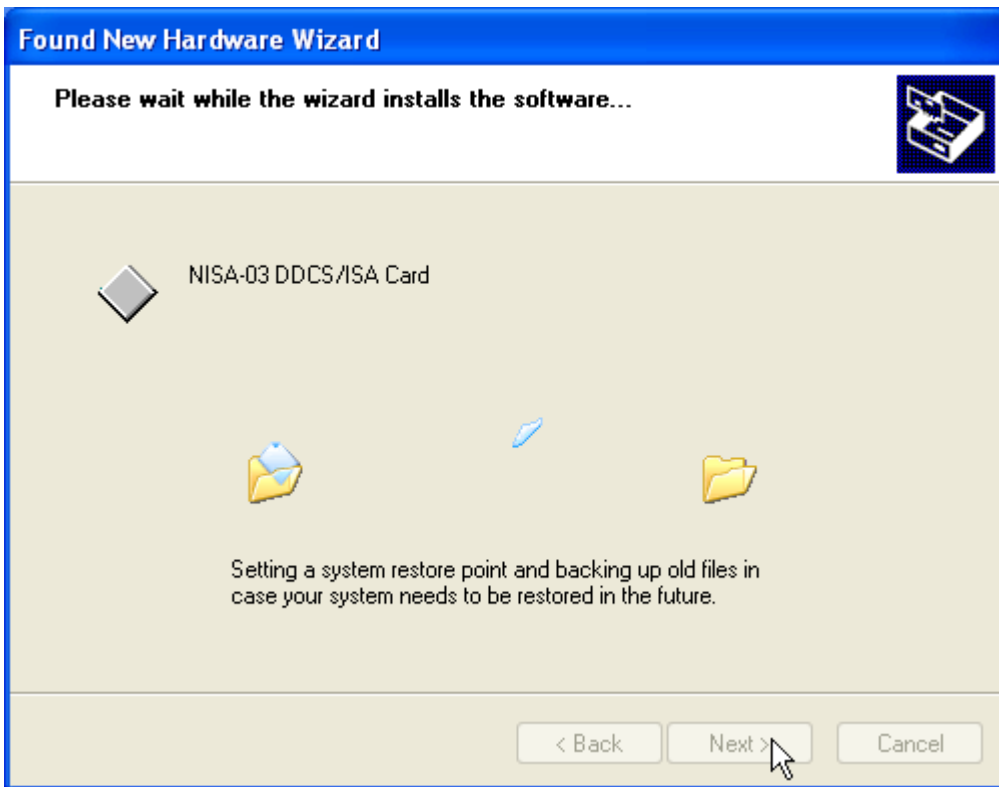 Found New Hardware Wizard
Please wait while the wizard installs the software...
NISA-03 DDCS/ISA Card
Setting a system restore point and backing up old files in
case your system needs to be restored in the future.
< Back
Next >
Cancel